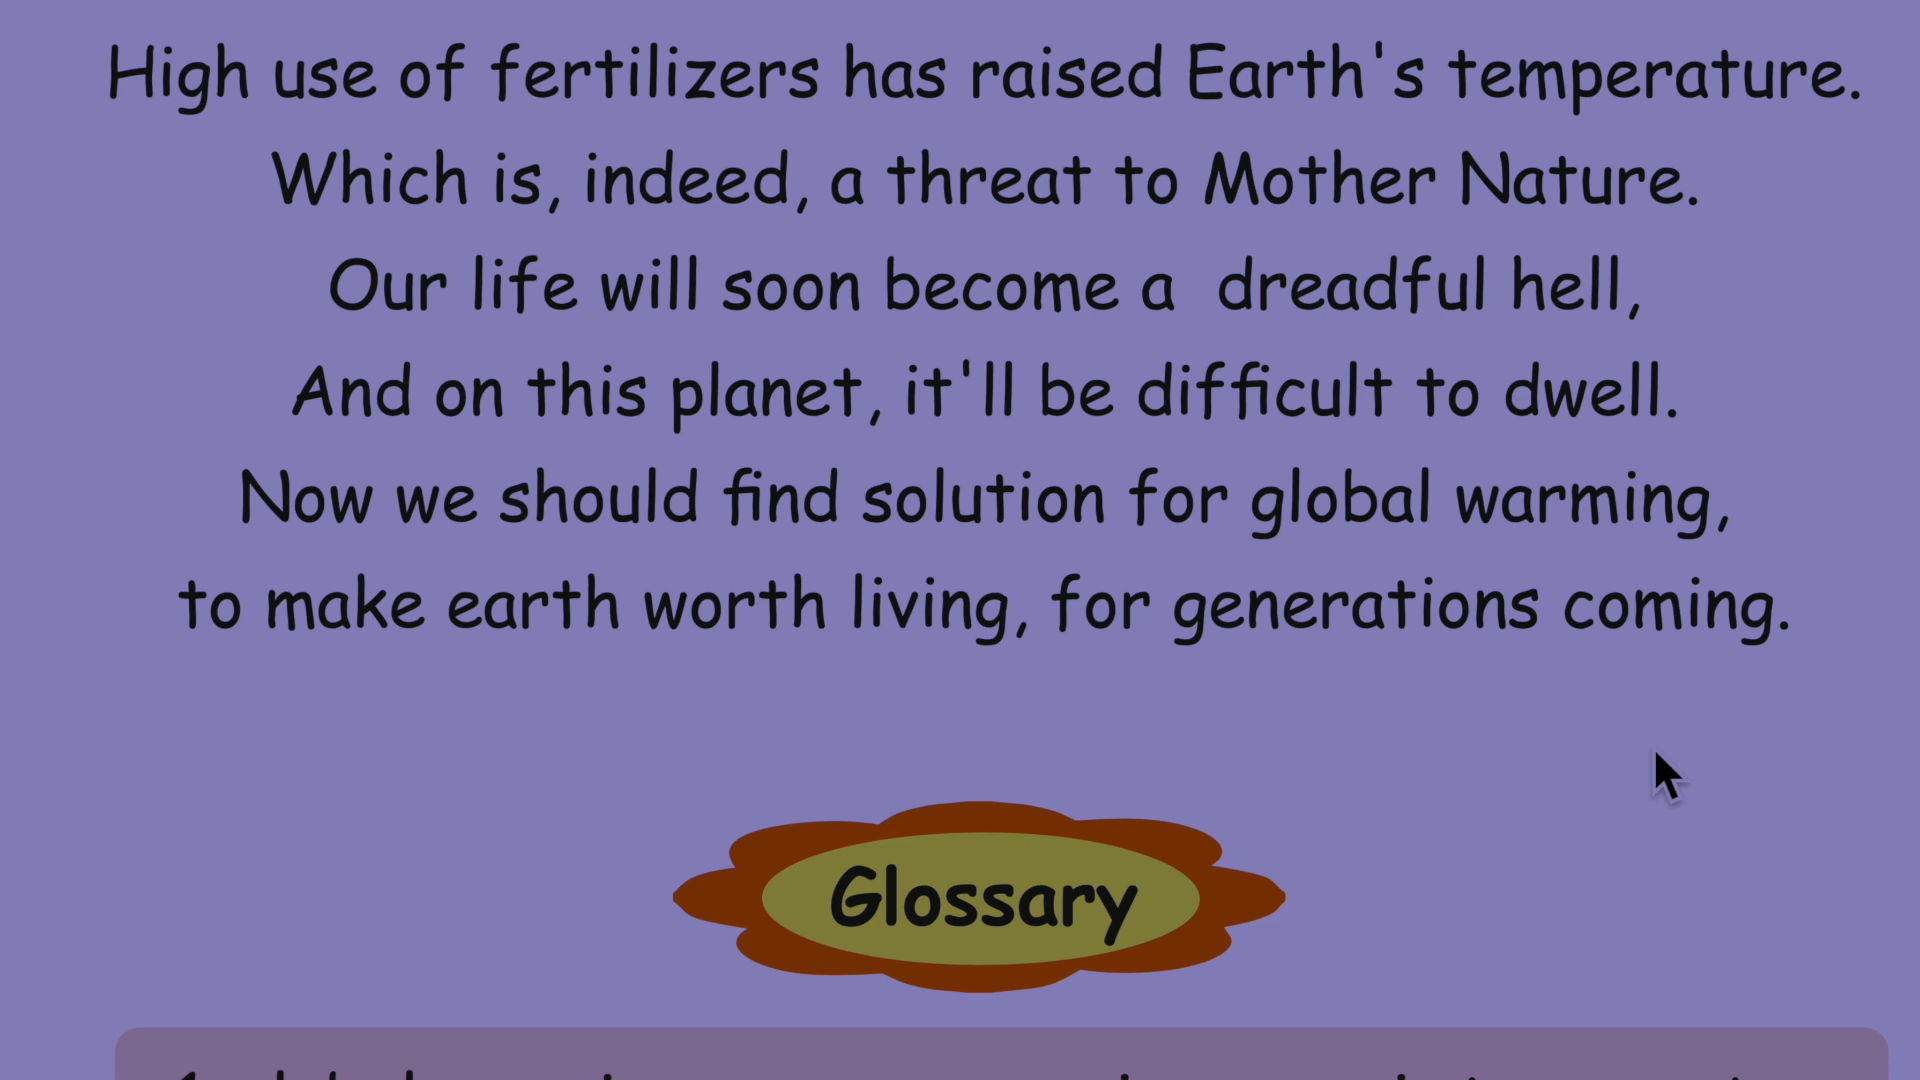 High use of fertilizers has raised Earth's temperature.
Which is, indeed, a threat to Mother Nature.
Our life will soon become a dreadful hell,
And on this planet, it'll be difficult to dwell.
Now we should find solution for global warming,
to make earth worth living, for generations coming.
Glossary